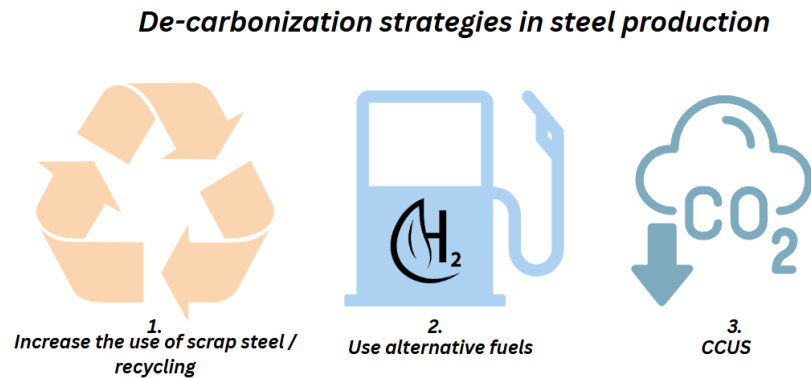 De-carbonization strategies in steel production
H2
CO2
1.
Increase the use of scrap steel /
recycling
2.
Use alternative fuels
3.
CCUS